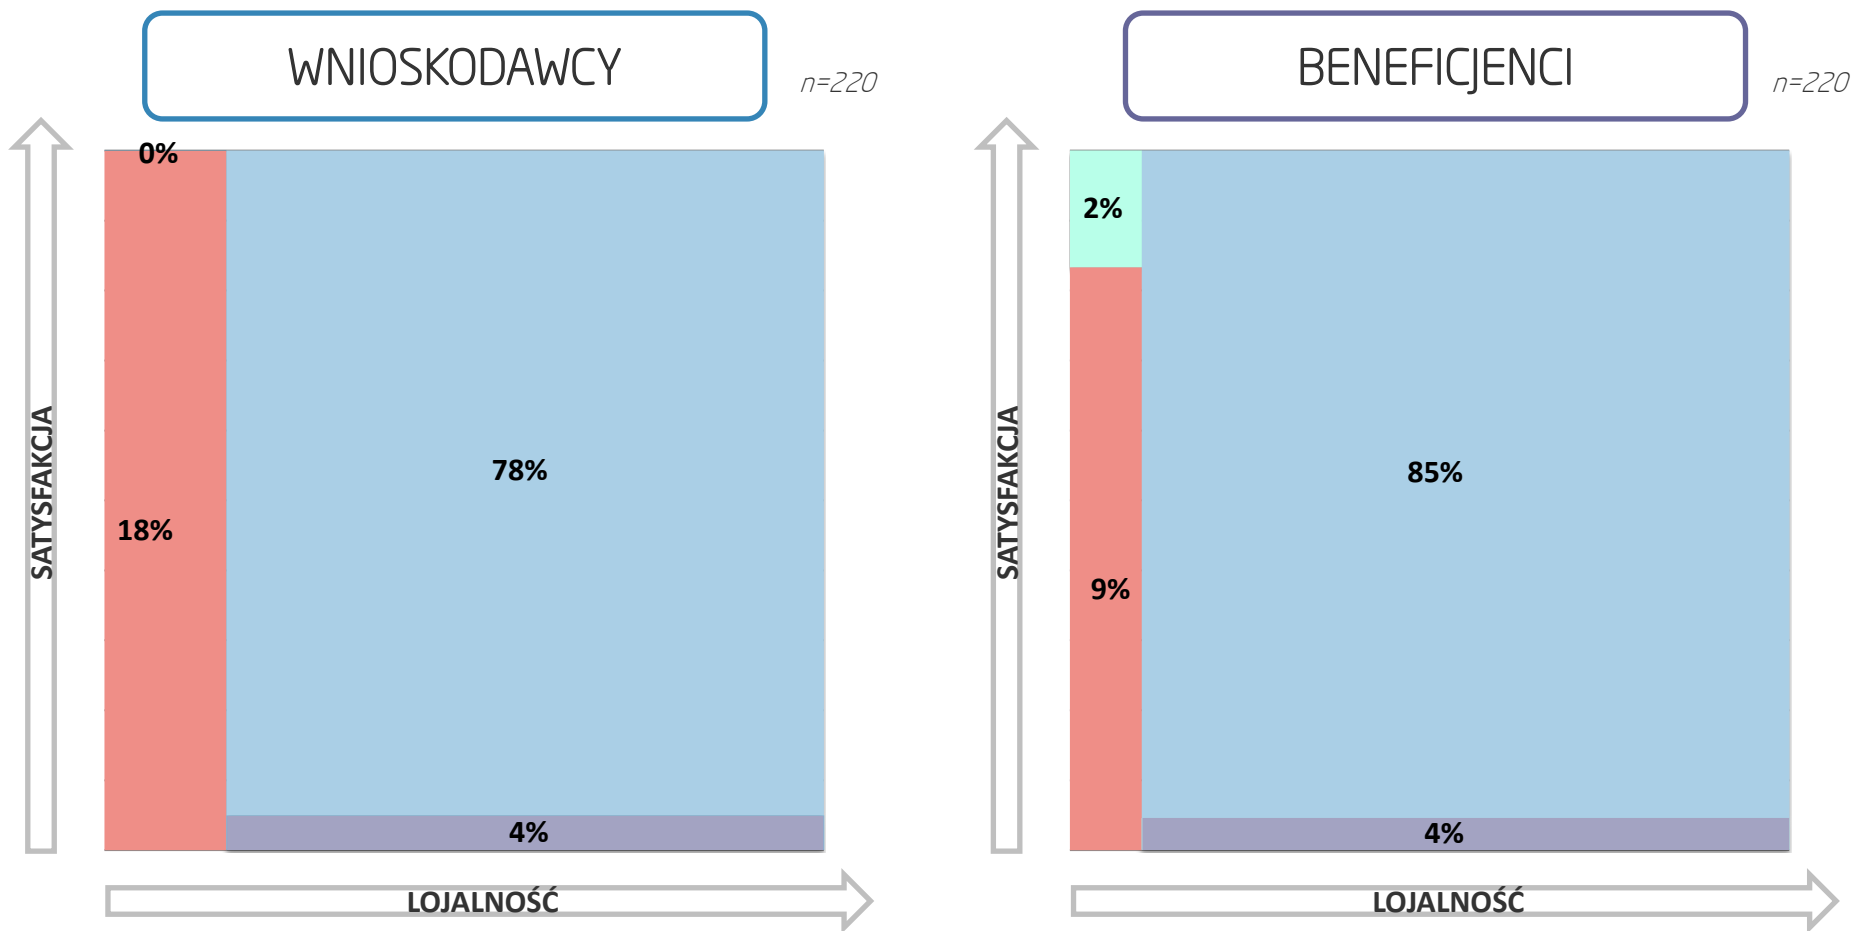 WNIOSKODAWCY
n=220
SATYSFAKCJA
0%
18%
78%
4%
LOJALNOŚĆ
BENEFICJENCI
n=220
SATYSFAKCJA
2%
9%
85%
4%
LOJALNOŚĆ